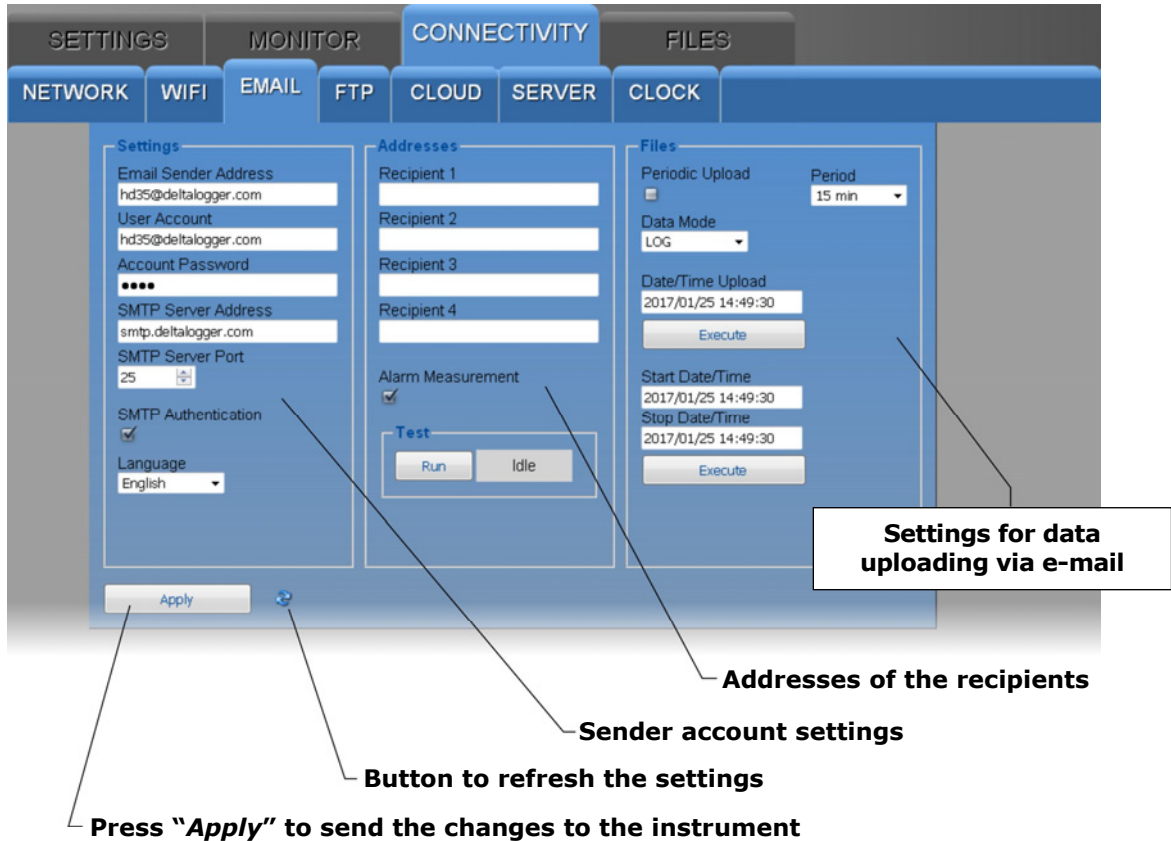 SETTINGS MONITOR CONNECTIVITY FILES
NETWORK WIFI EMAIL FTP CLOUD SERVER CLOCK
Settings
Email Sender Address
hd35@deltalogger.com
User Account
hd35@deltalogger.com
Account Password
••••
SMTP Server Address
smtp.deltalogger.com
SMTP Server Port
25
SMTP Authentication
Language
English
Addresses
Recipient 1
Recipient 2
Recipient 3
Recipient 4
Alarm Measurement
Test
Run Idle
Files
Periodic Upload Period
15 min
Data Mode
LOG
Date/Time Upload
2017/01/25 14:49:30
Execute
Start Date/Time
2017/01/25 14:49:30
Stop Date/Time
2017/01/25 14:49:30
Execute
Settings for data
uploading via e-mail
Apply
Addresses of the recipients
Sender account settings
Button to refresh the settings
Press “Apply” to send the changes to the instrument